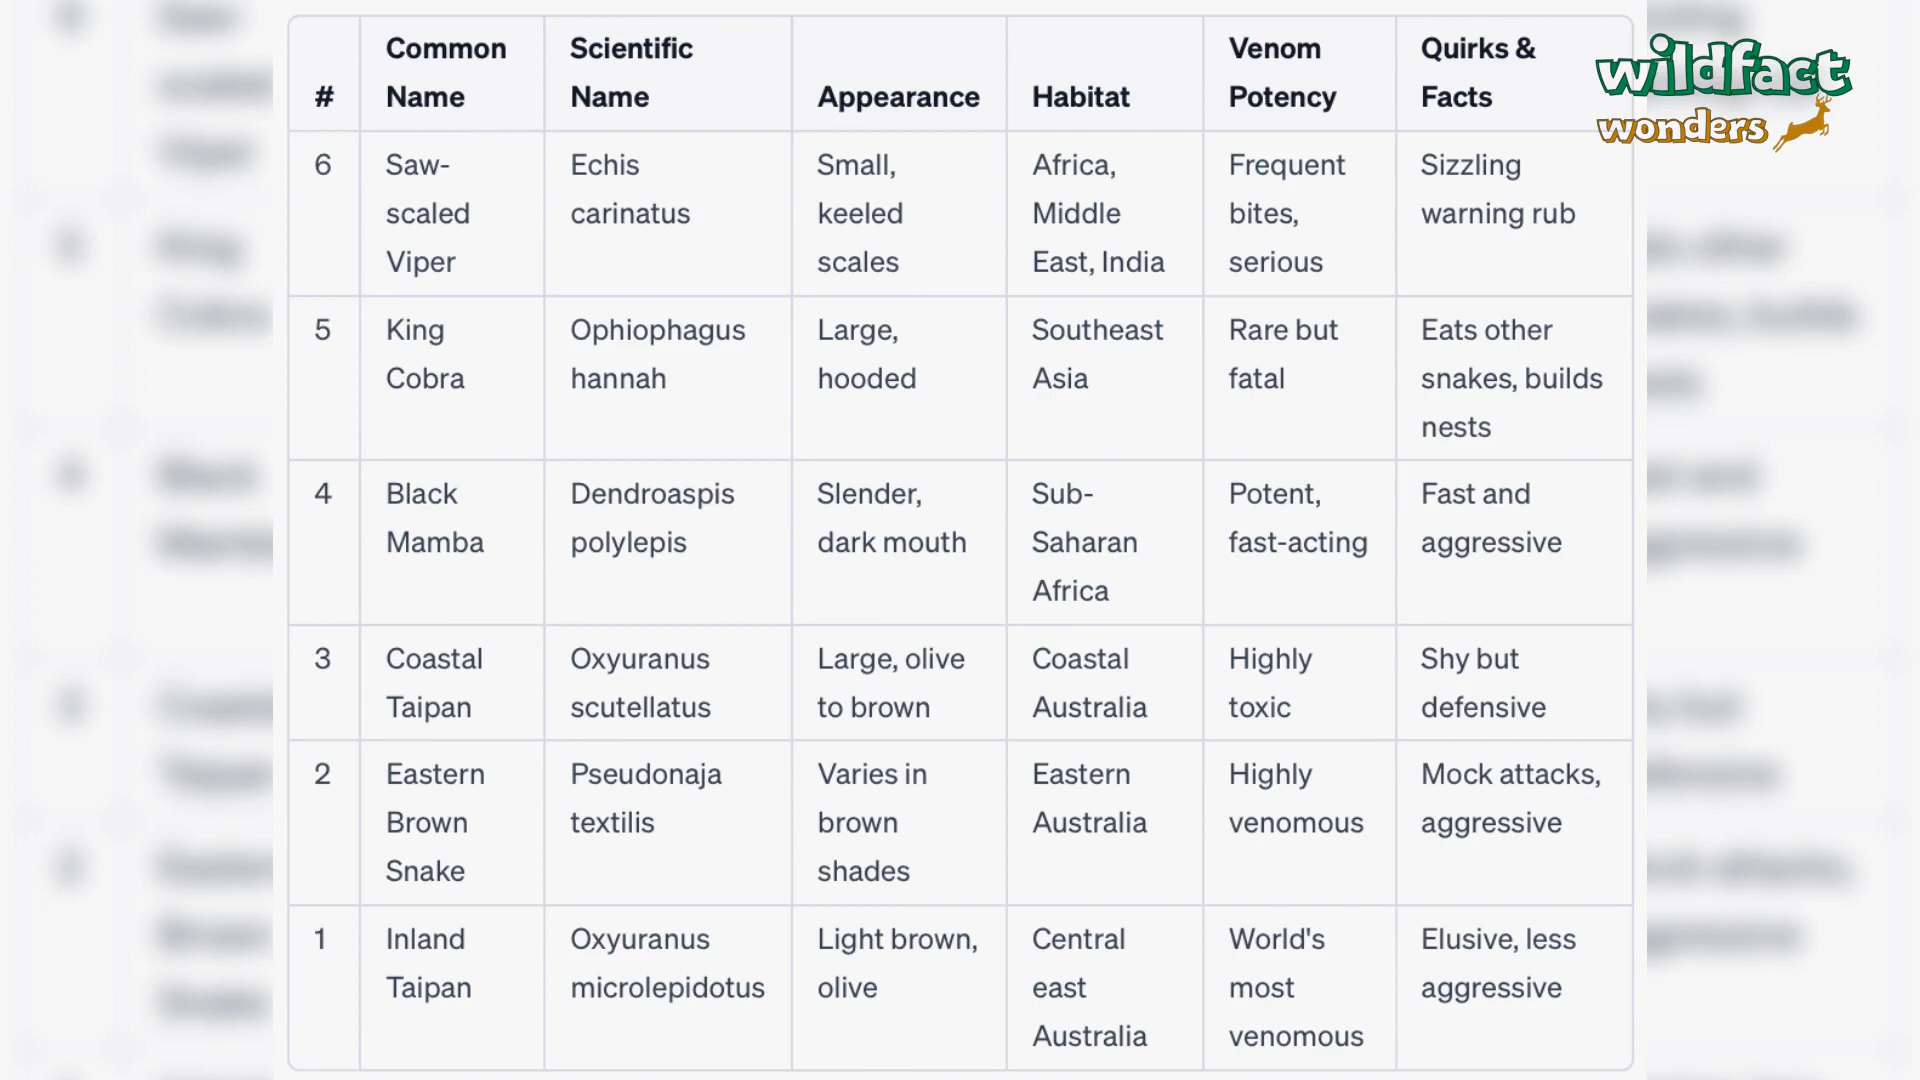 Common Scientific Venom Quirks &
# Name Name Appearance Habitat Potency Facts
wildfact
wonders
6 Saw- Echis Small, Africa, Frequent Sizzling
scaled carinatus keeled Middle bites, warning rub
Viper scales East, India serious
5 King Ophiophagus Large, Southeast Rare but Eats other
Cobra hannah hooded Asia fatal snakes, builds
nests
4 Black Dendroaspis Slender, Sub- Potent, Fast and
Mamba polylepis dark mouth Saharan fast-acting aggressive
Africa
3 Coastal Oxyuranus Large, olive Coastal Highly Shy but
Taipan scutellatus to brown Australia toxic defensive
2 Eastern Pseudonaja Varies in Eastern Highly Mock attacks,
Brown textilis brown Australia venomous aggressive
Snake shades
1 Inland Oxyuranus Light brown, Central World's Elusive, less
Taipan microlepidotus olive east most aggressive
Australia venomous